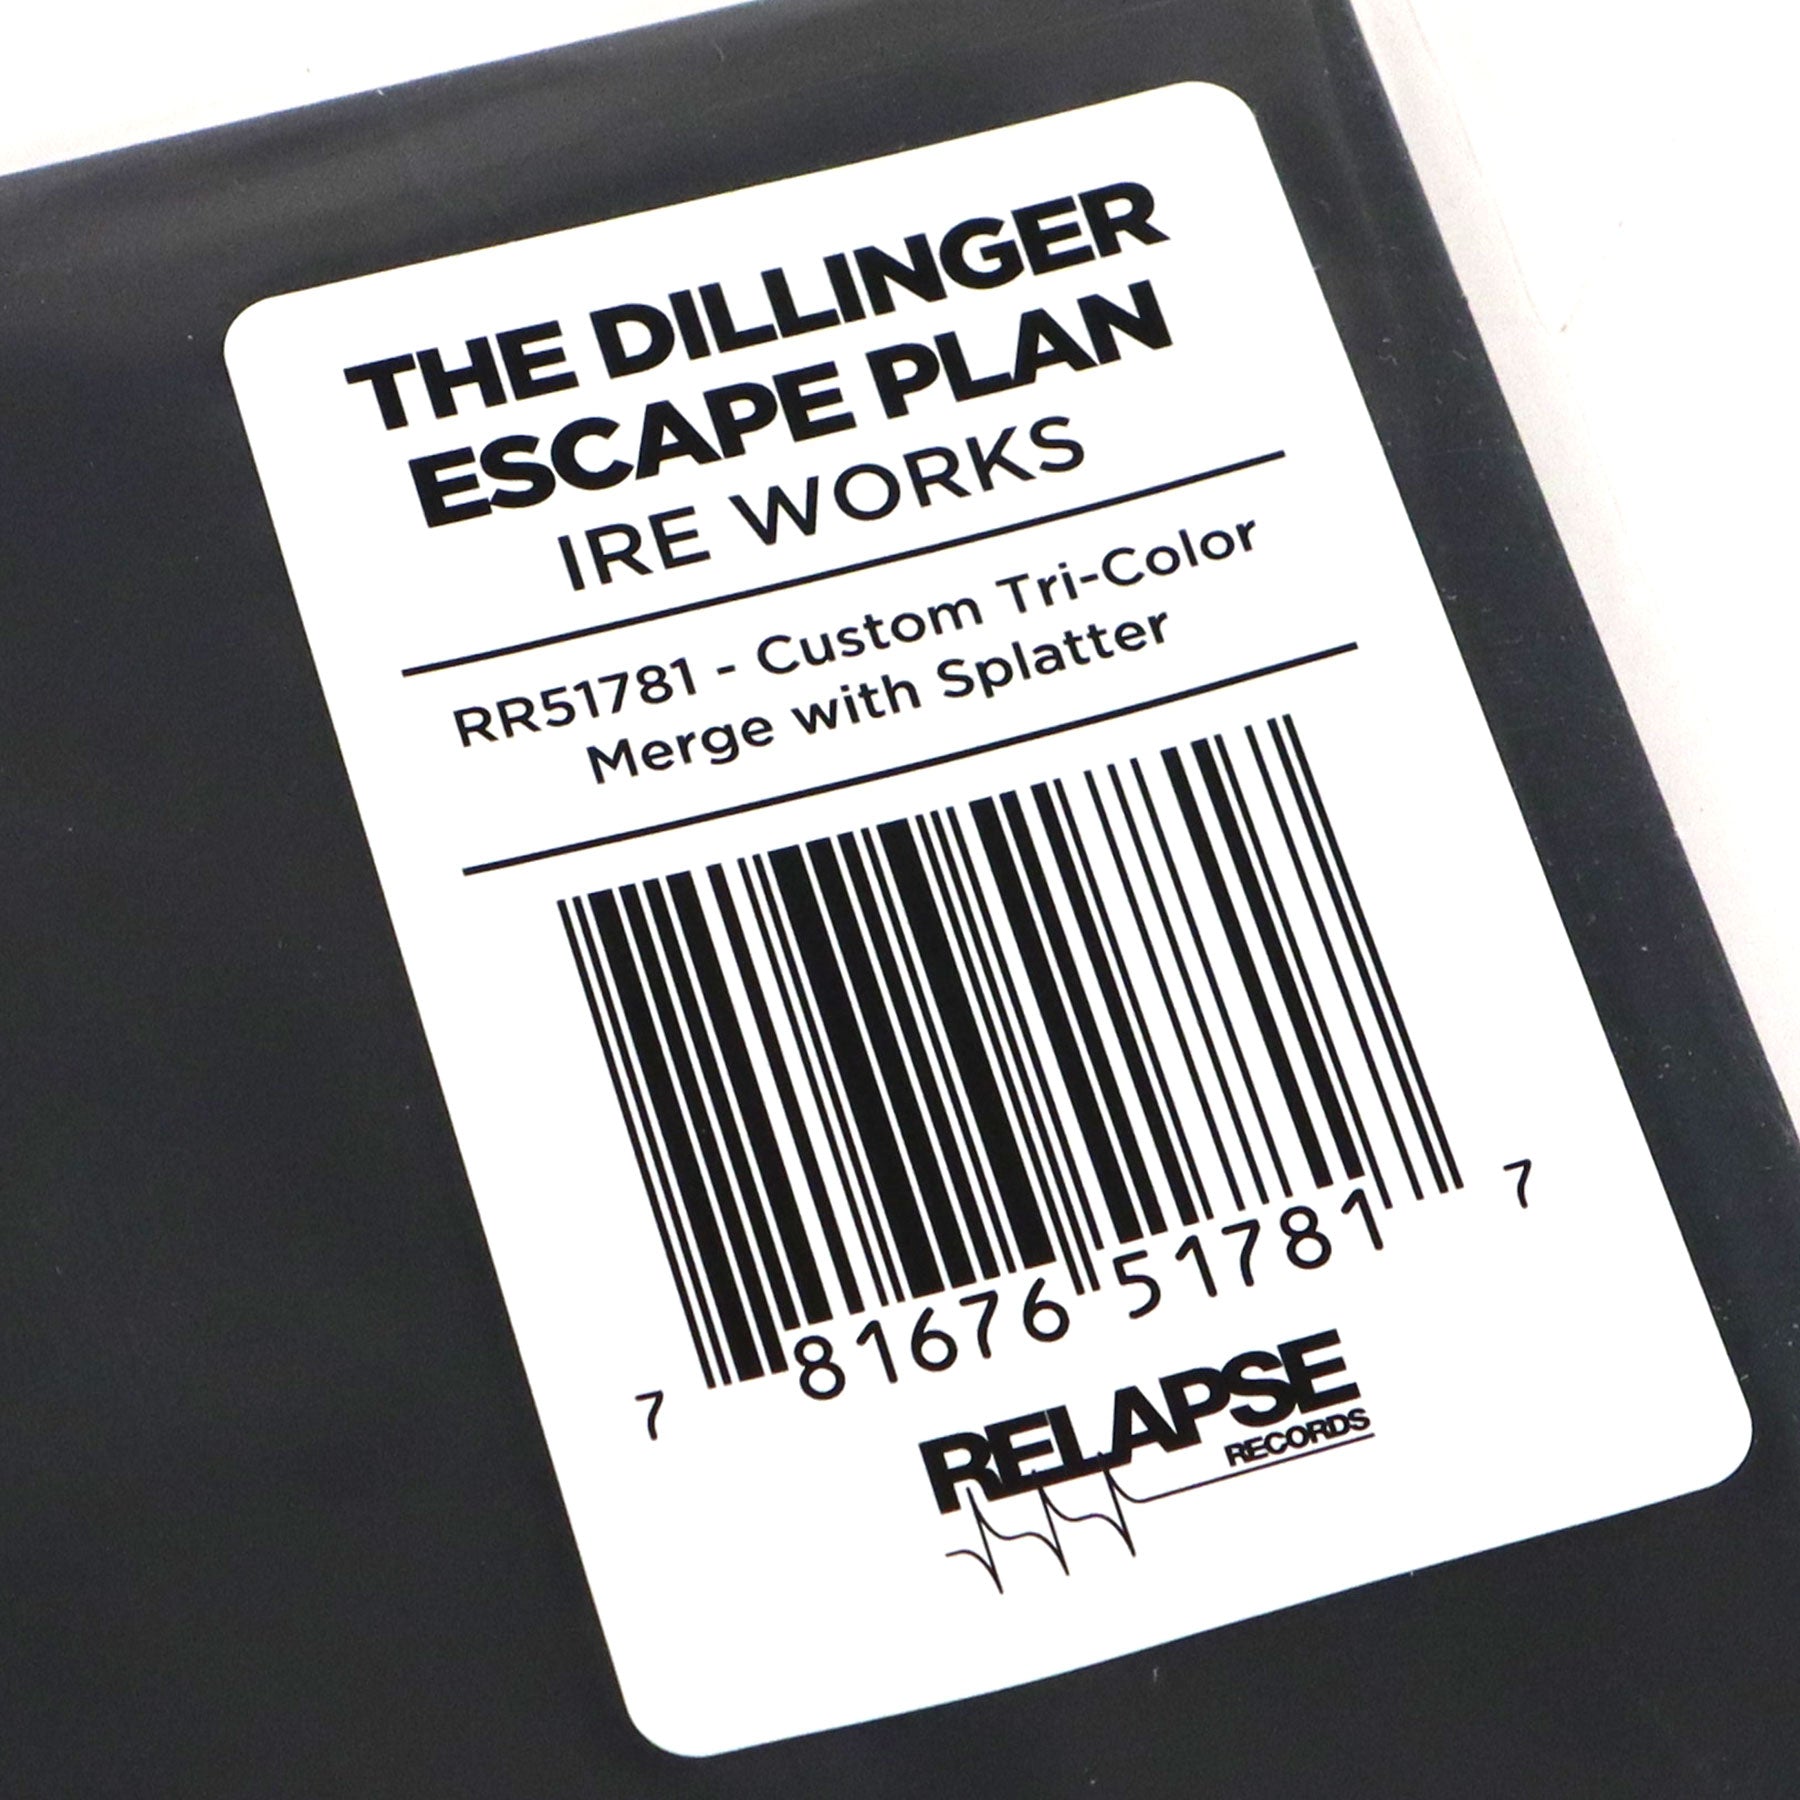 THE DILLINGER
ESCAPE PLAN
IRE WORKS
RR51781 - Custom Tri-Color
Merge with Splatter
7 81676 51781 7
RELAPSE
RECORDS